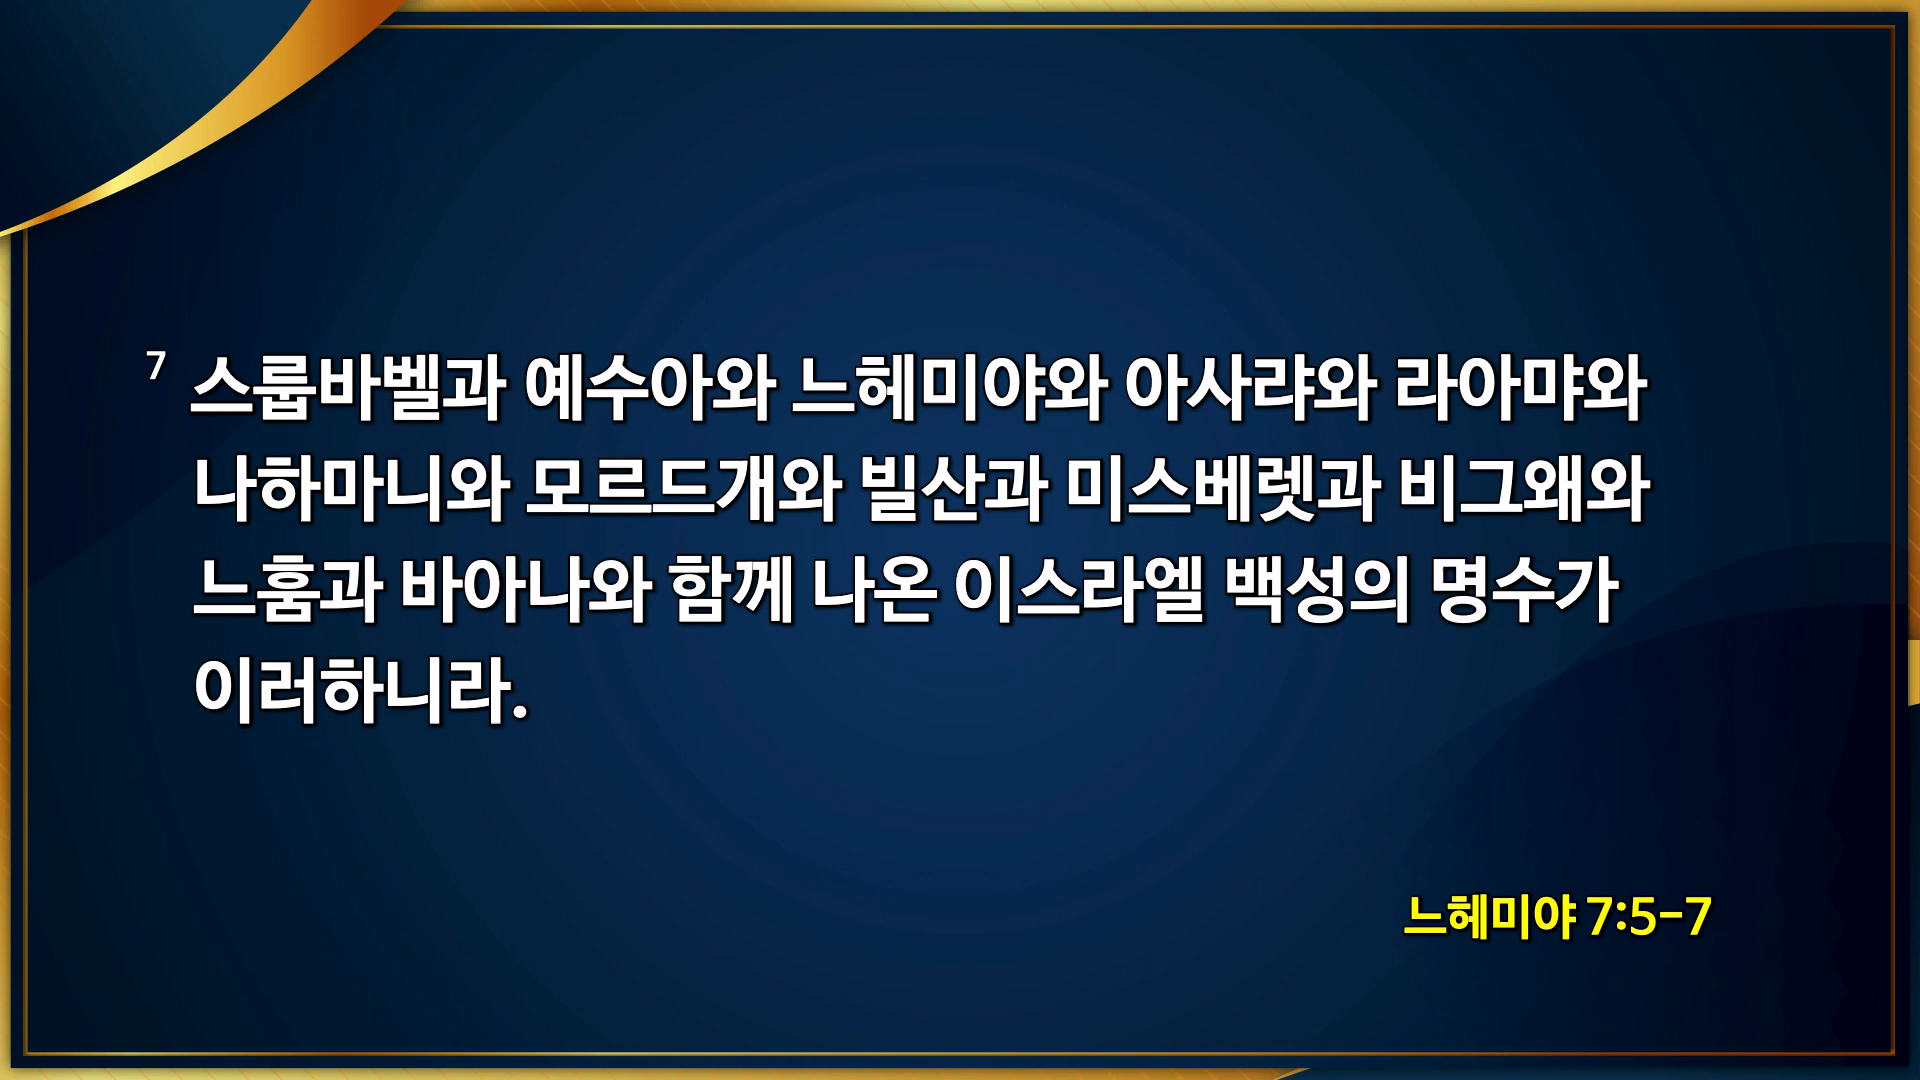 7 스룹바벨과 예수아와 느헤미야와 아사랴와 라아먀와
나하마니와 모르드개와 빌산과 미스베렛과 비그왜와
느훔과 바아나와 함께 나온 이스라엘 백성의 명수가
이러하니라.
느헤미야 7:5-7